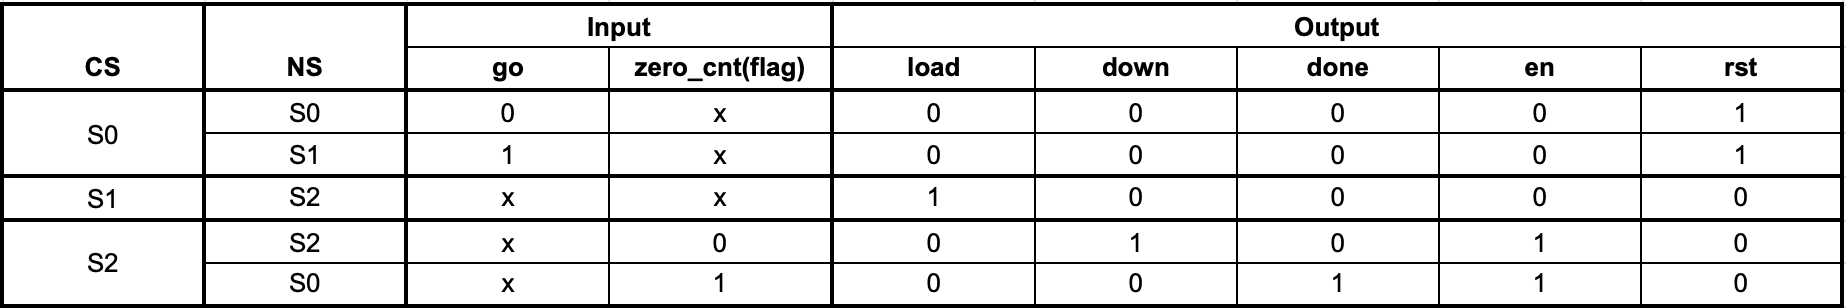 Input Output
CS NS go zero_cnt(flag) load down done en rst
S0 S0 0 x 0 0 0 0 1
S1 1 x 0 0 0 0 1
S1 S2 x x 1 0 0 0 0
S2 S2 x 0 0 1 0 1 0
S0 x 1 0 0 1 1 0